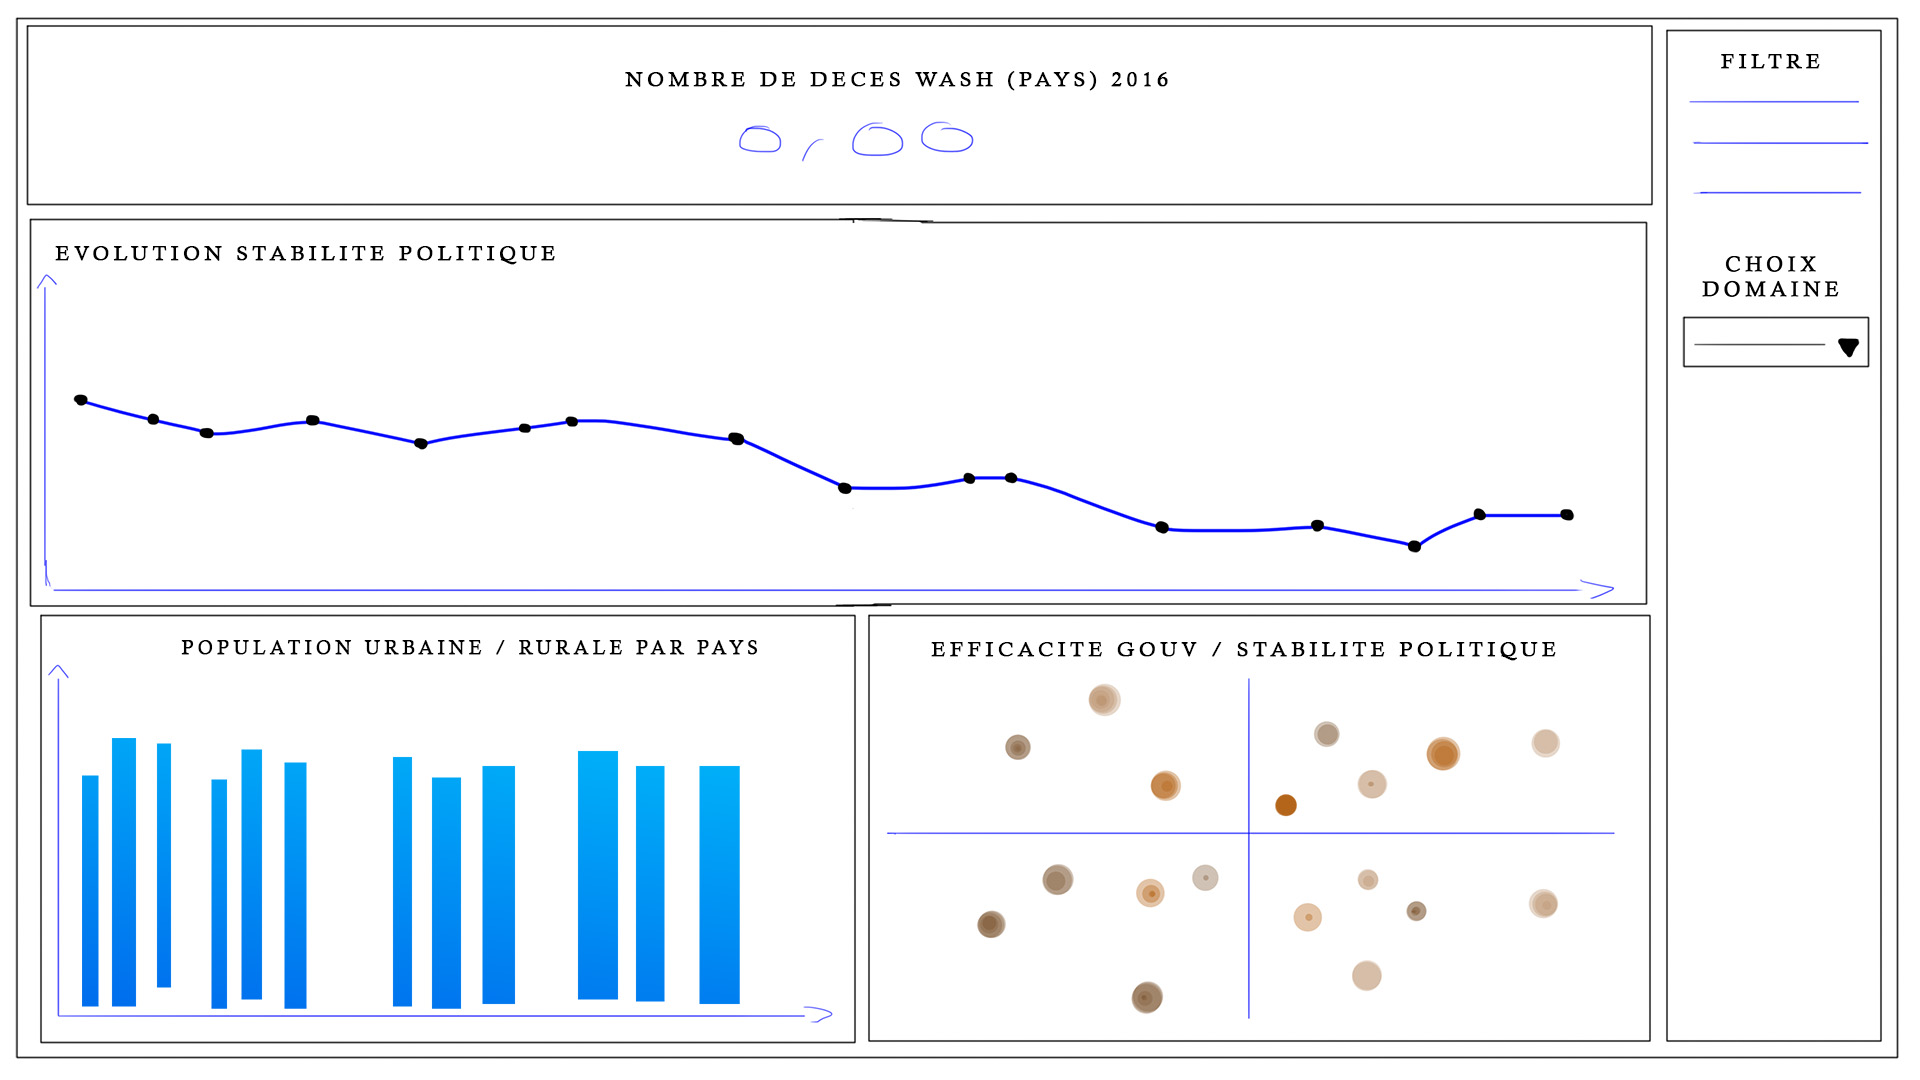 NOMBRE DE DECES WASH (PAYS) 2016
0,00
FILTRE
CHOIX
DOMAINE
EVOLUTION STABILITE POLITIQUE
POPULATION URBAINE / RURALE PAR PAYS
EFFICACITE GOUV / STABILITE POLITIQUE